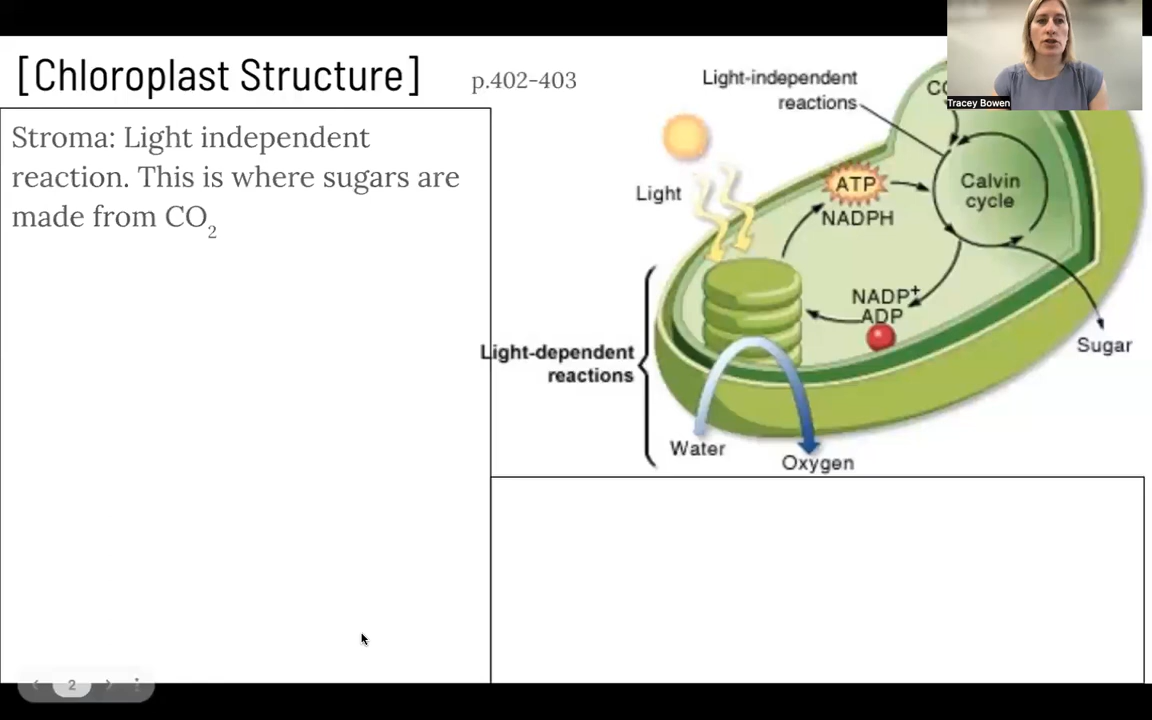 [Chloroplast Structure]
p.402-403
Stroma: Light independent
reaction. This is where sugars are
made from CO2
Light-independent
reactions
Light
ATP
NADPH
Calvin
cycle
NADP+
ADP
Sugar
Light-dependent
reactions
Water
Oxygen
Tracey Bowen
2